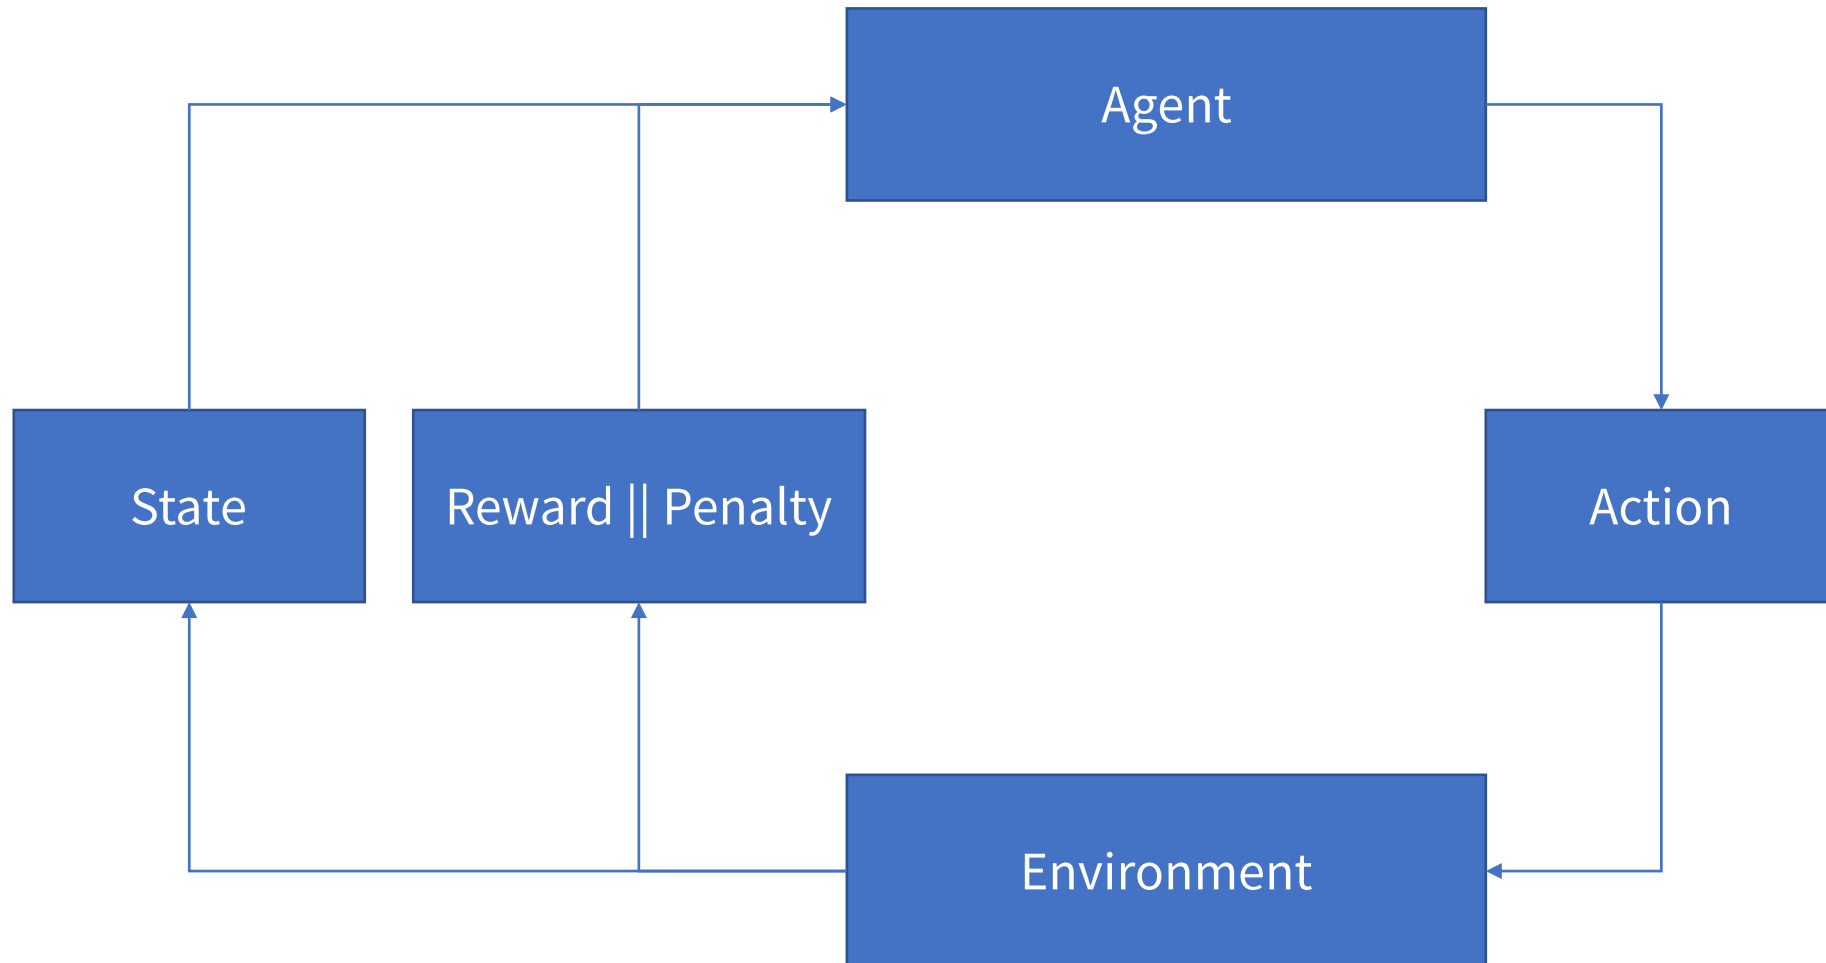 Agent
State
Reward || Penalty
Action
Environment